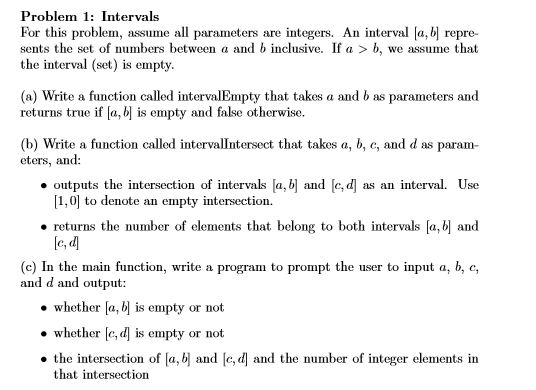 Problem 1: Intervals
For this problem, assume all parameters are integers. An interval [a, b] repre-
sents the set of numbers between a and b inclusive. If a > b, we assume that
the interval (set) is empty.
(a) Write a function called intervalEmpty that takes a and b as parameters and
returns true if [a, b] is empty and false otherwise.
(b) Write a function called intervalIntersect that takes a, b, c, and d as param-
eters, and:
• outputs the intersection of intervals [a, b] and [c, d] as an interval. Use
[1, 0] to denote an empty intersection.
• returns the number of elements that belong to both intervals [a, b] and
[c, d]
(c) In the main function, write a program to prompt the user to input a, b, c,
and d and output:
• whether [a, b] is empty or not
• whether [c, d] is empty or not
• the intersection of [a, b] and [c, d] and the number of integer elements in
that intersection